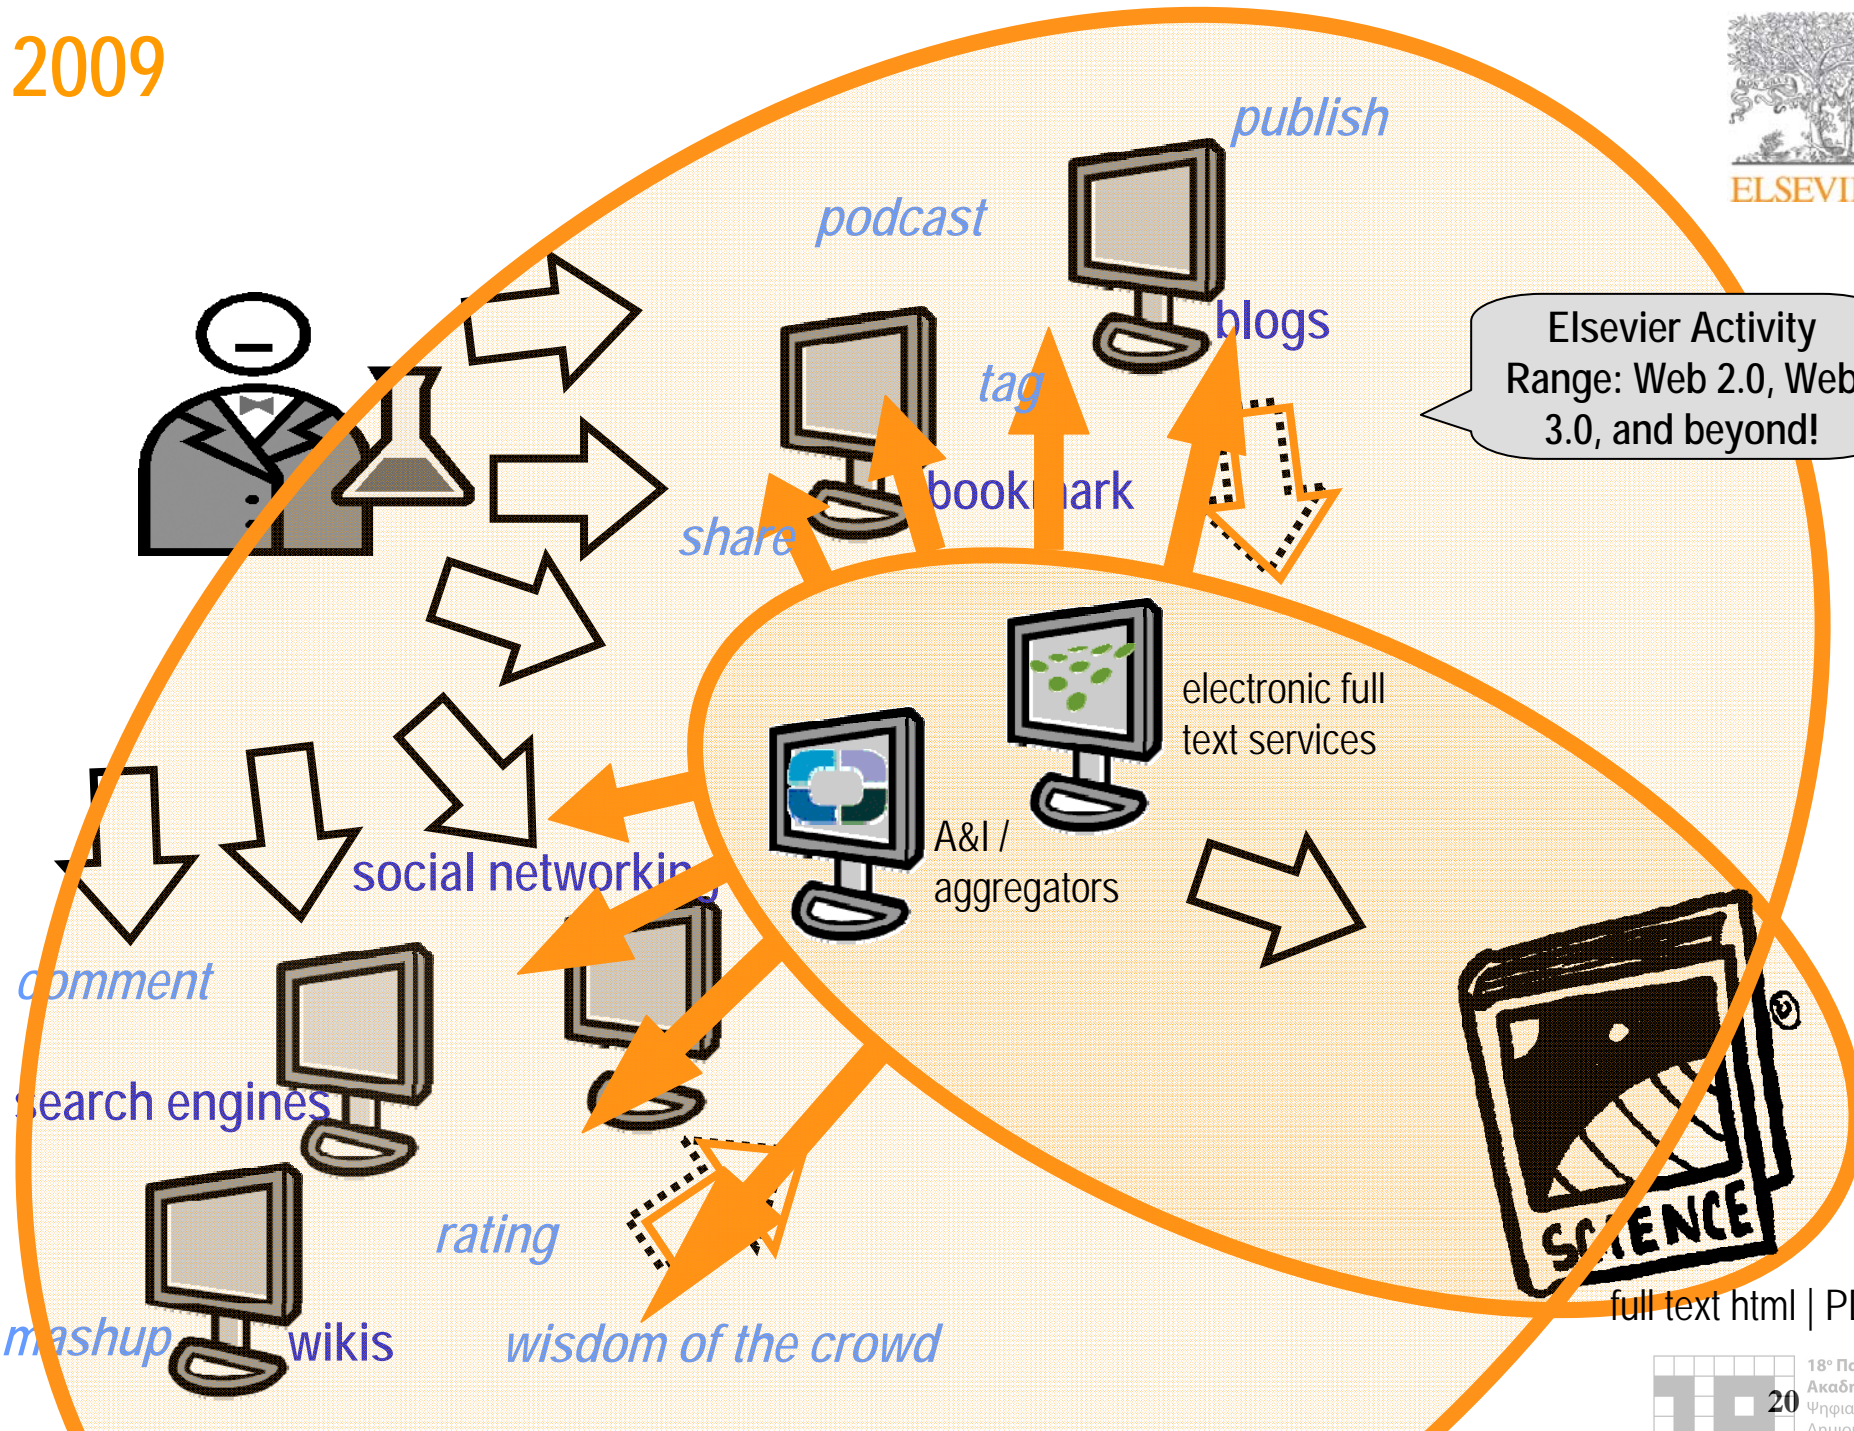 2009
publish
podcast
ELSEVI
blogs
Elsevier Activity
Range: Web 2.0, Web
3.0, and beyond!
tag
bookmark
share
electronic full
text services
A&I /
aggregators
social networking
comment
©
search engines
SCIENCE
rating
full text html | P
mashup
wikis
wisdom of the crowd
18º
20